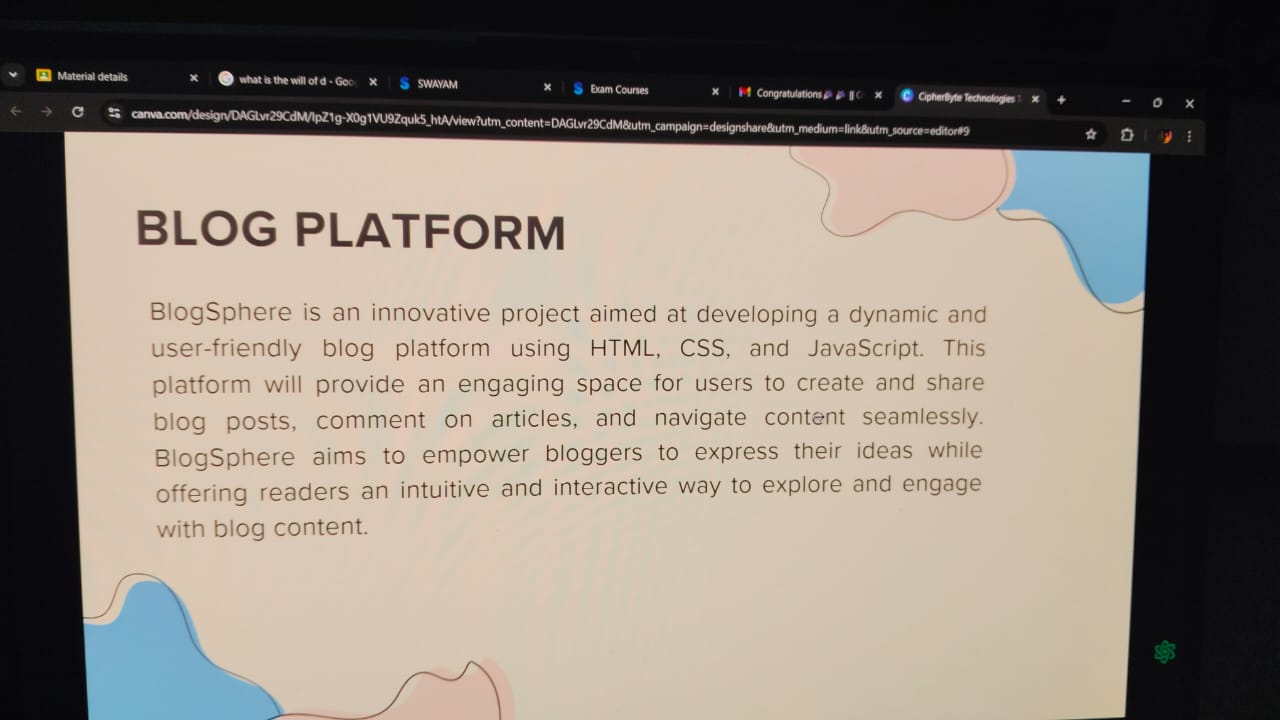 Material details
what is the will of d - Goo
SWAYAM
Exam Courses
Congratulations🎉🎉 ||
CipherByte Technologies
canva.com/design/DAGLvr29CdM/IpZ1g-X0g1VU9Zquk5_htA/view?utm_content=DAGLvr29CdM&utm_campaign=designshare&utm_medium=link&utm_source=editor#9
BLOG PLATFORM
BlogSphere is an innovative project aimed at developing a dynamic and
user-friendly blog platform using HTML, CSS, and JavaScript. This
platform will provide an engaging space for users to create and share
blog posts, comment on articles, and navigate content seamlessly.
BlogSphere aims to empower bloggers to express their ideas while
offering readers an intuitive and interactive way to explore and engage
with blog content.